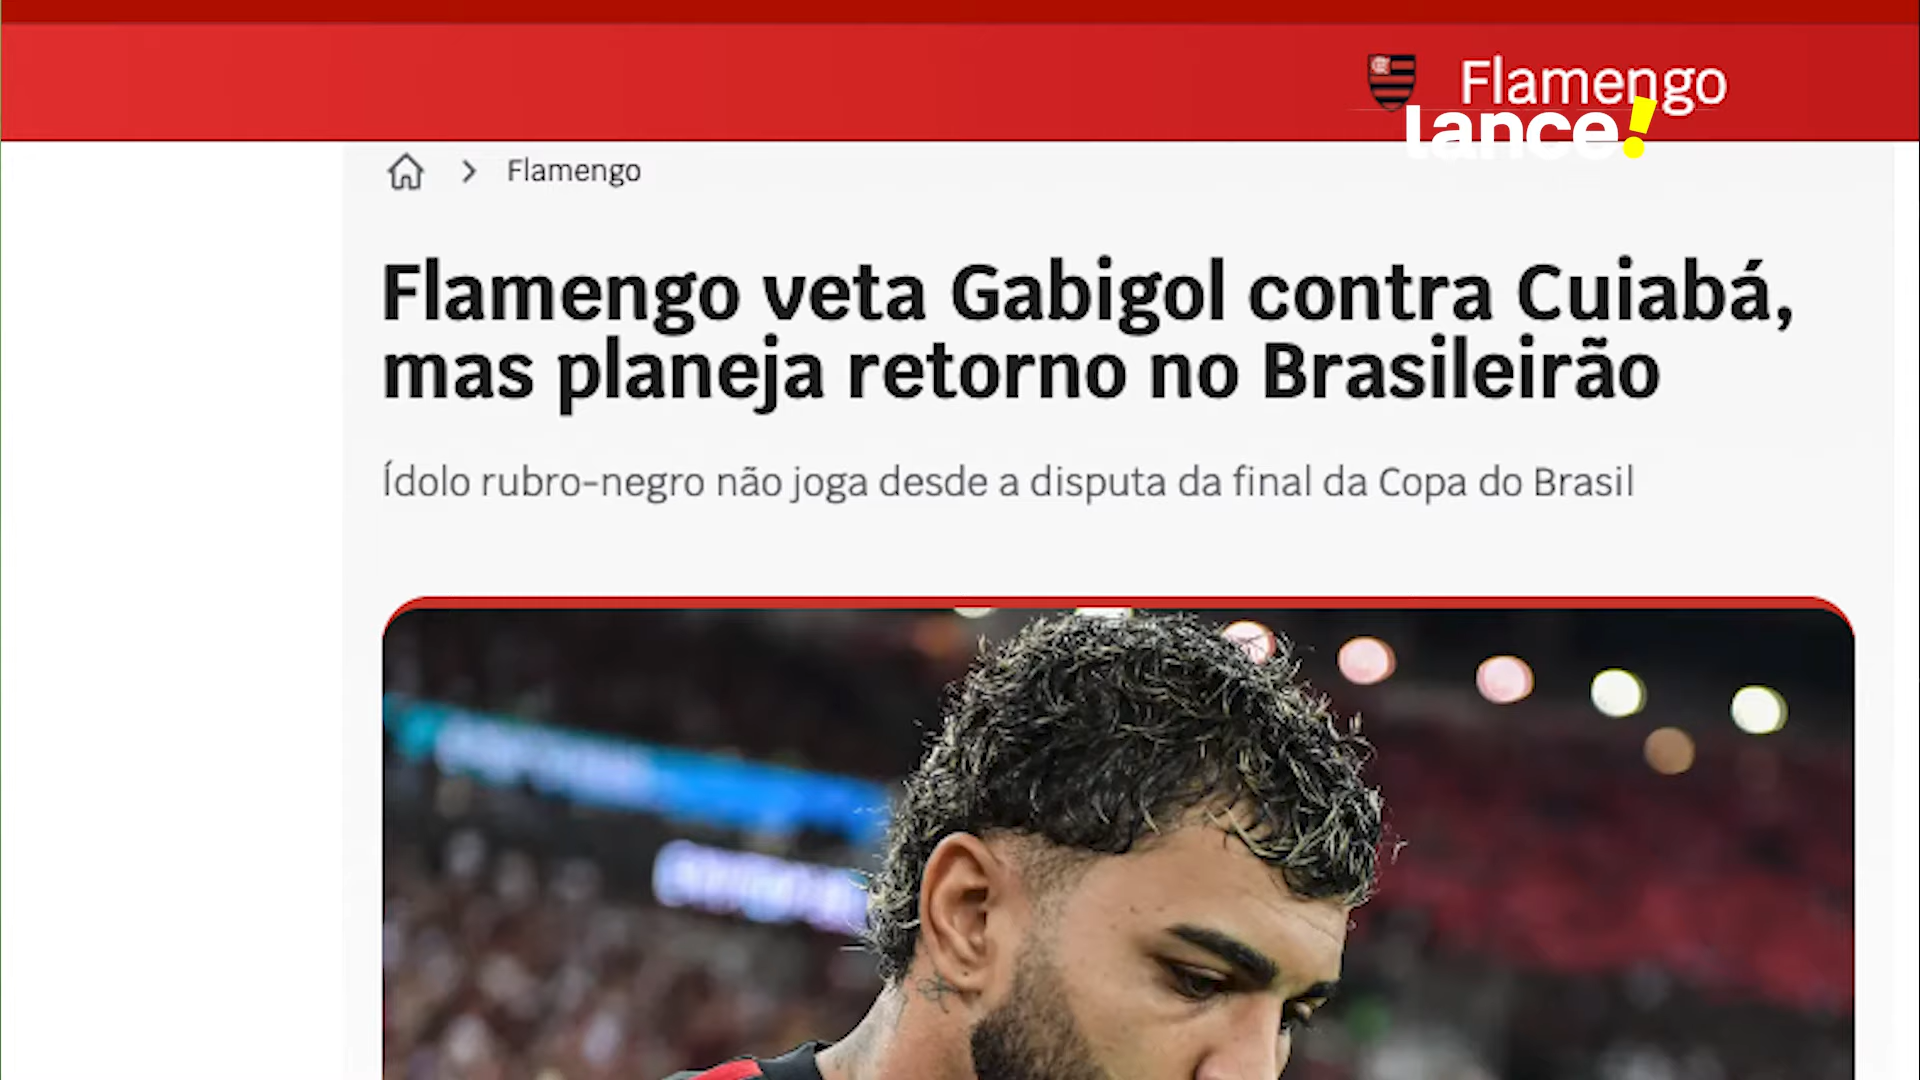 Flamengo
lance!
Flamengo
Flamengo veta Gabigol contra Cuiabá,
mas planeja retorno no Brasileirão
Ídolo rubro-negro não joga desde a disputa da final da Copa do Brasil